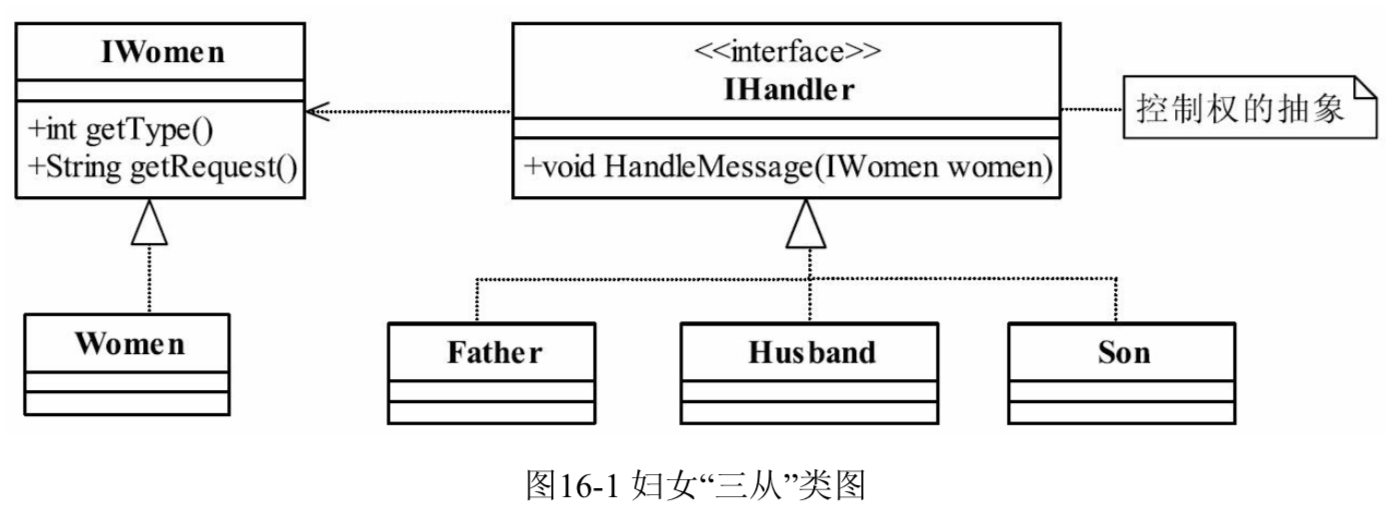 IWomen
+int getType()
+String getRequest()
<<interface>>
IHandler
+void HandleMessage(IWomen women)
控制权的抽象
Women
Father
Husband
Son
图16-1 妇女“三从”类图